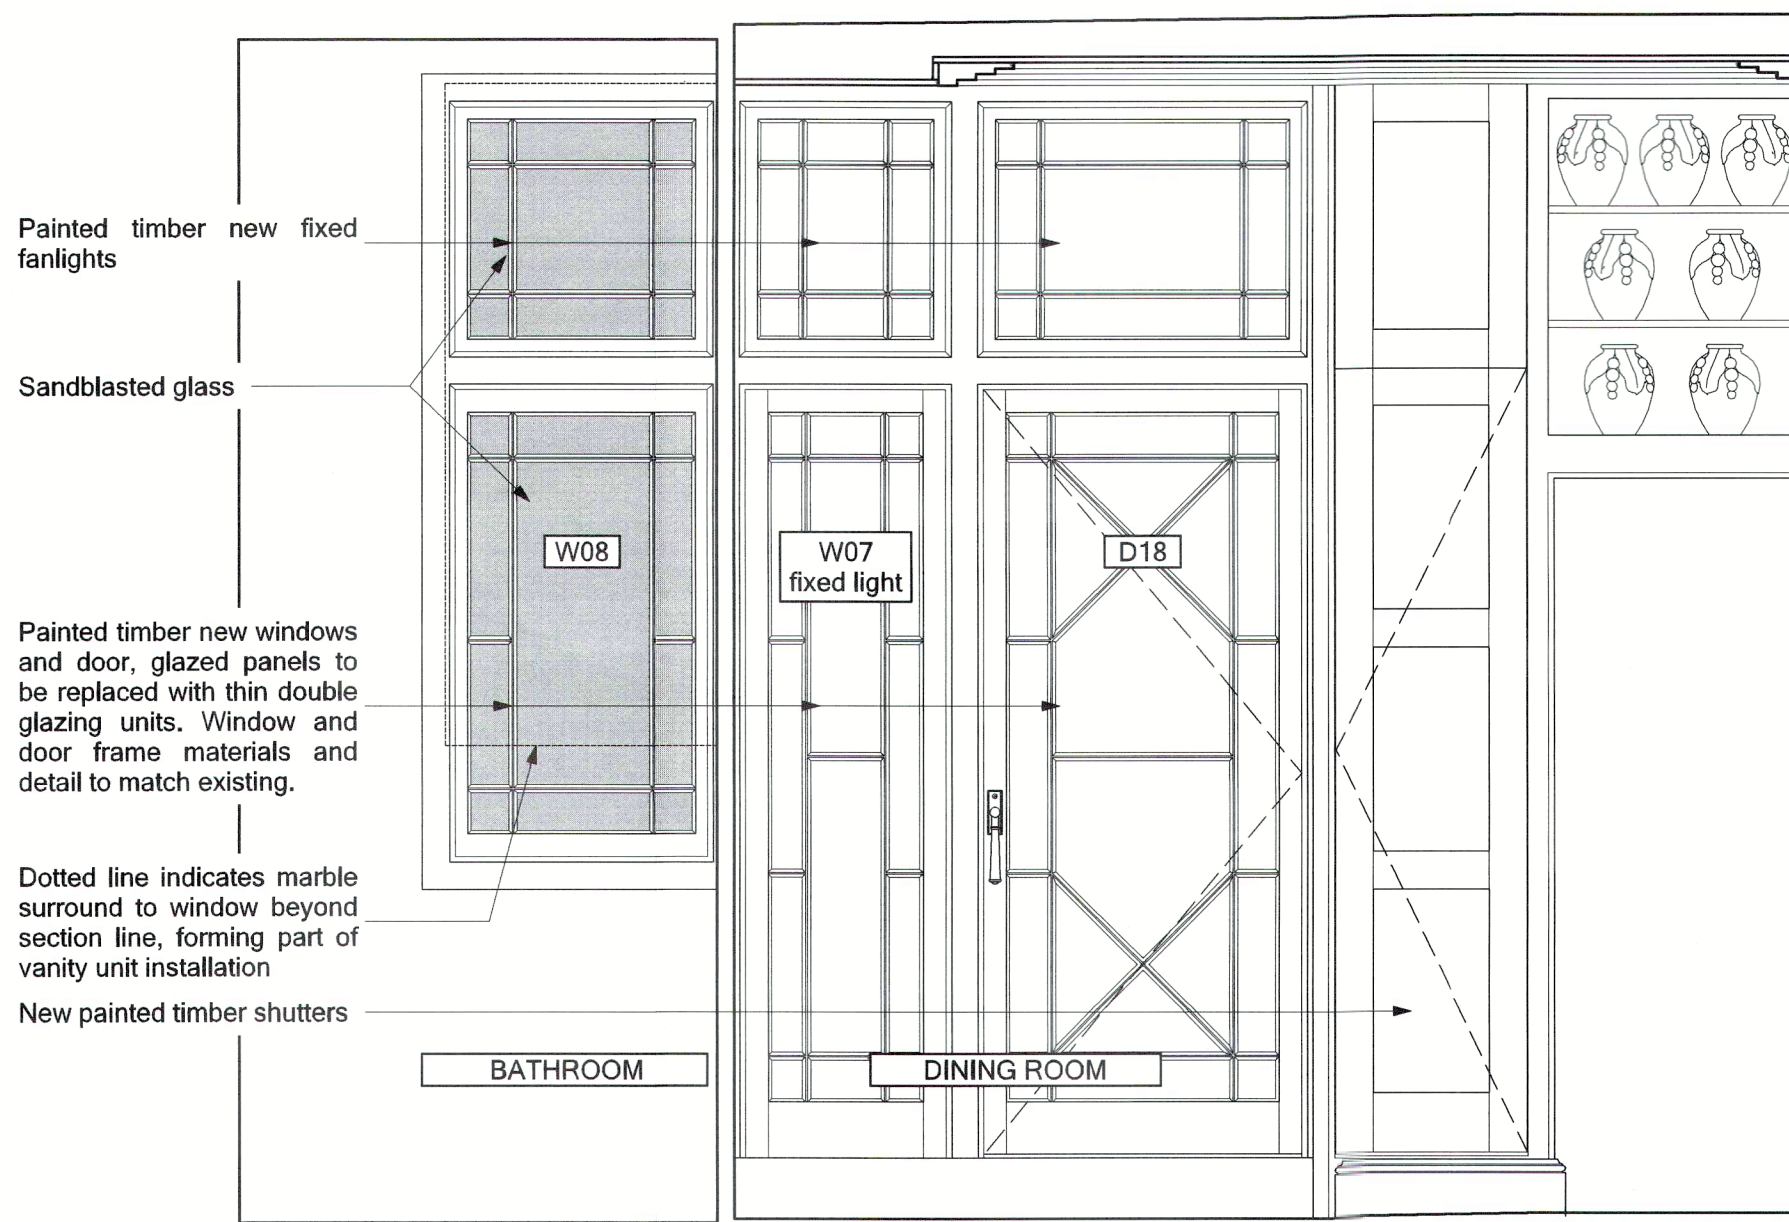 Painted timber new fixed
fanlights
Sandblasted glass
W08
W07
fixed light
D18
Painted timber new windows
and door, glazed panels to
be replaced with thin double
glazing units. Window and
door frame materials and
detail to match existing.
Dotted line indicates marble
surround to window beyond
section line, forming part of
vanity unit installation
New painted timber shutters
BATHROOM
DINING ROOM